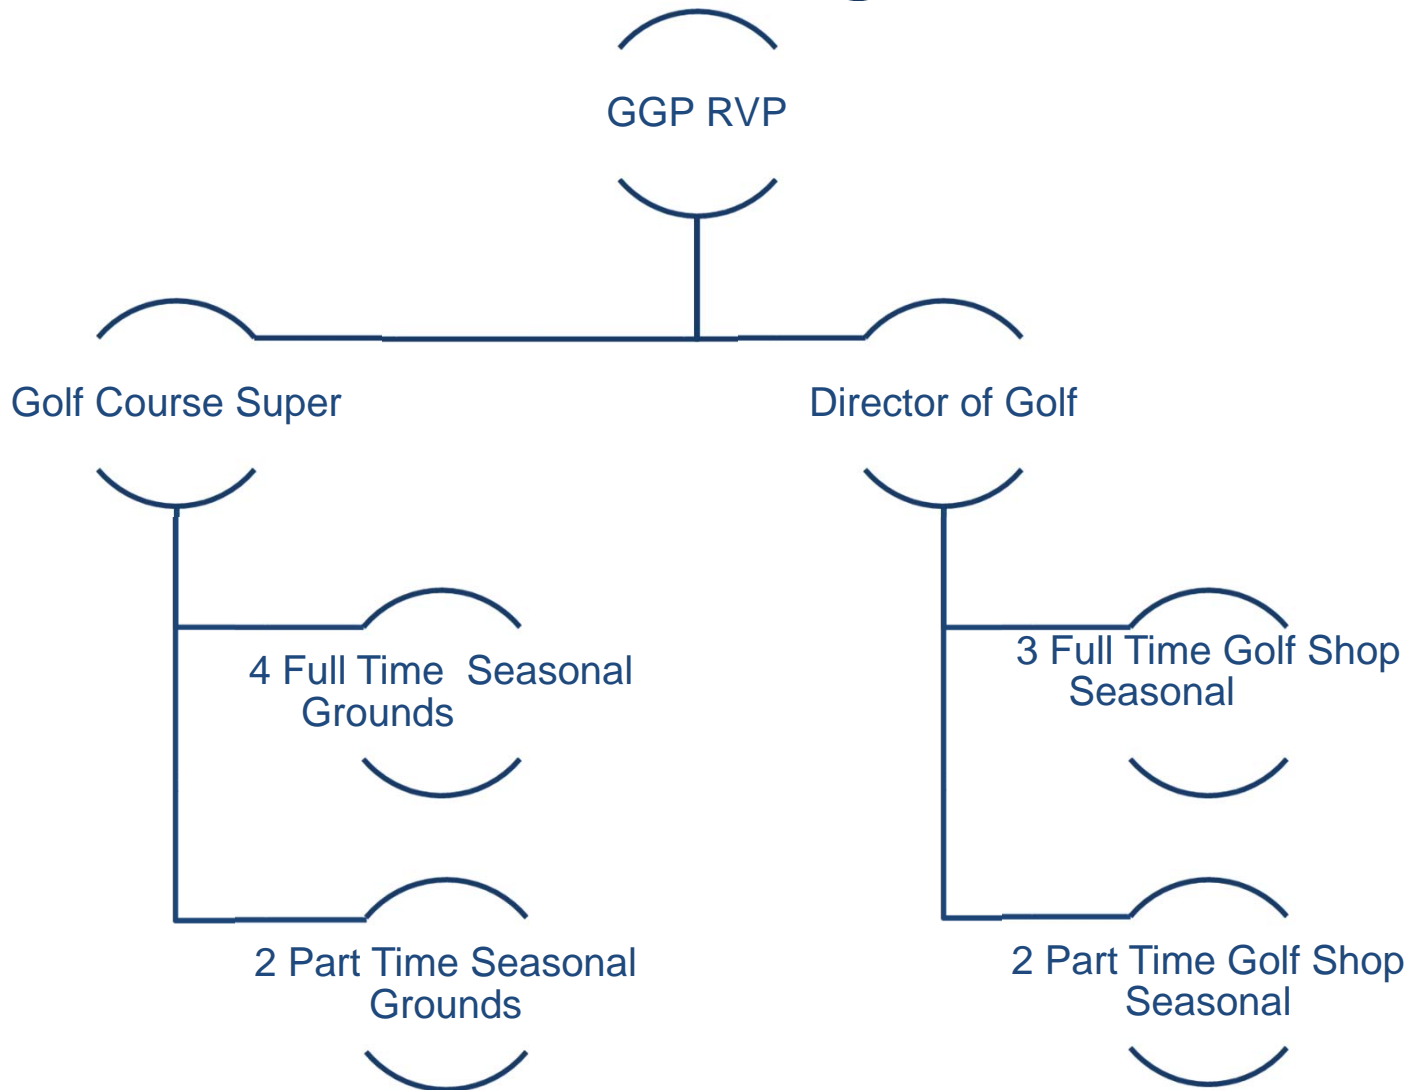 GGP RVP
Golf Course Super
Director of Golf
4 Full Time  Seasonal
Grounds
3 Full Time Golf Shop
Seasonal
2 Part Time Seasonal
Grounds
2 Part Time Golf Shop
Seasonal